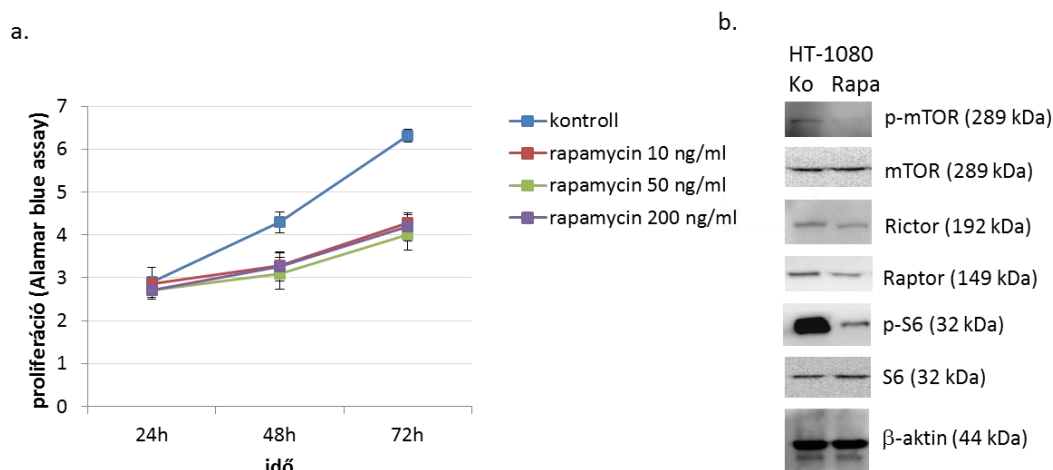 a.
proliferáció (Alamar blue assay)
7
6
5
4
3
2
1
0
24h 48h 72h
idő
kontroll
rapamycin 10 ng/ml
rapamycin 50 ng/ml
rapamycin 200 ng/ml
b.
HT-1080
Ko Rapa
p-mTOR (289 kDa)
mTOR (289 kDa)
Rictor (192 kDa)
Raptor (149 kDa)
p-S6 (32 kDa)
S6 (32 kDa)
β-aktin (44 kDa)